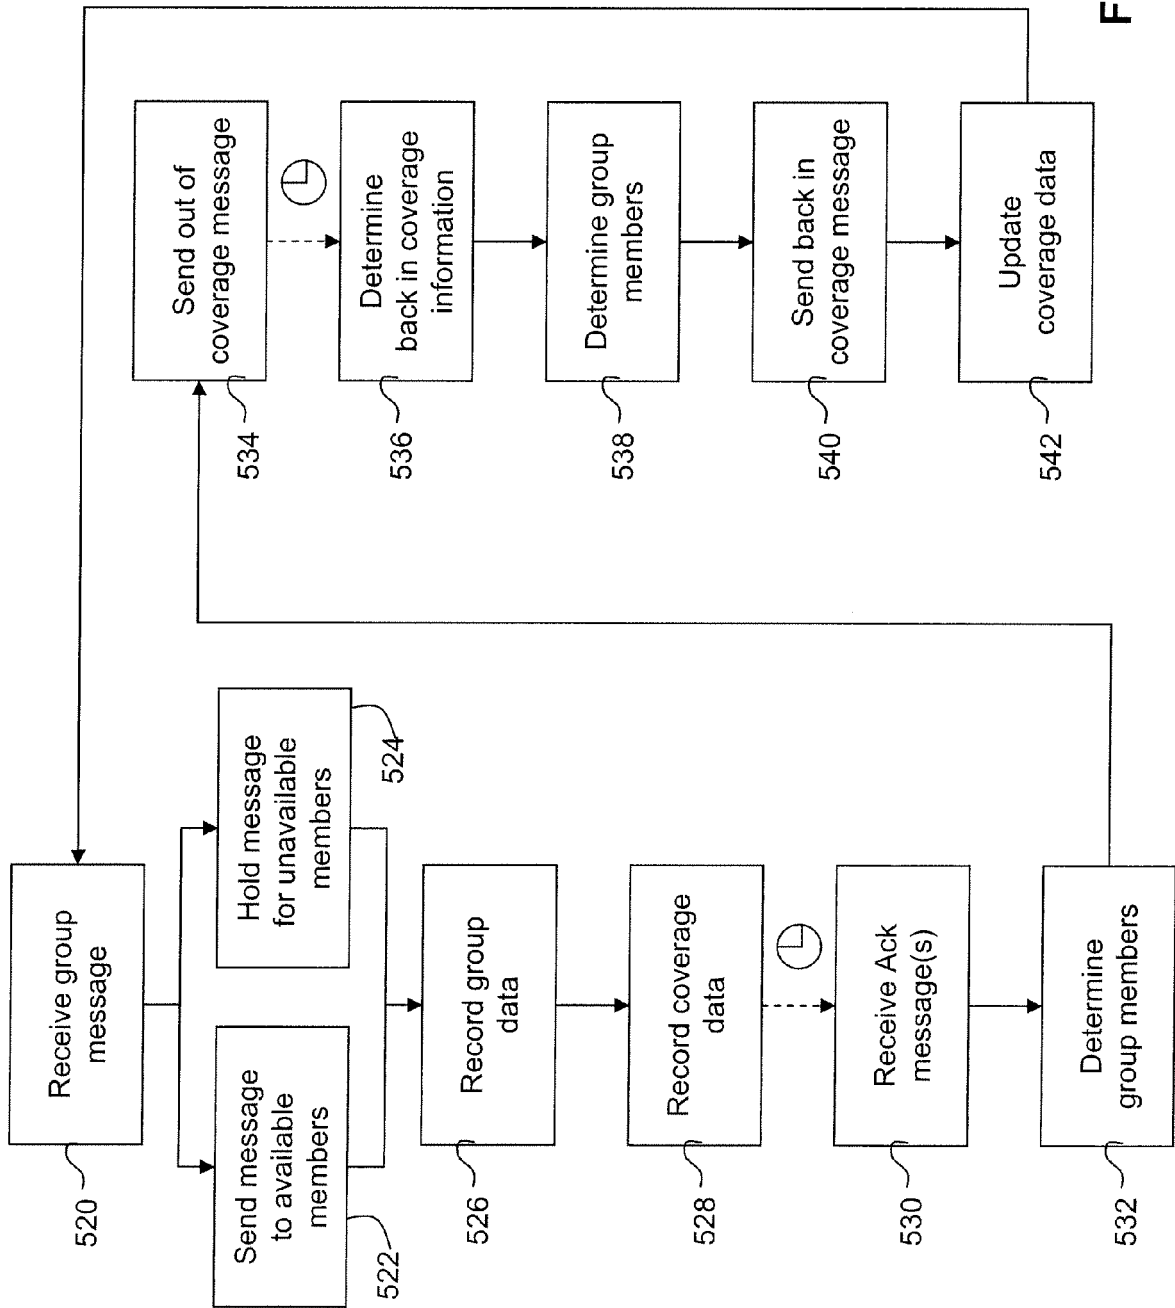 Receive group
message
520
Send message
to available
members
522
Hold message
for unavailable
members
524
Record group
data
526
Record coverage
data
528
Receive Ack
message(s)
530
Determine
group members
532
Send out of
coverage message
534
Determine
back in coverage
information
536
Determine group
members
538
Send back in
coverage message
540
Update
coverage data
542
F